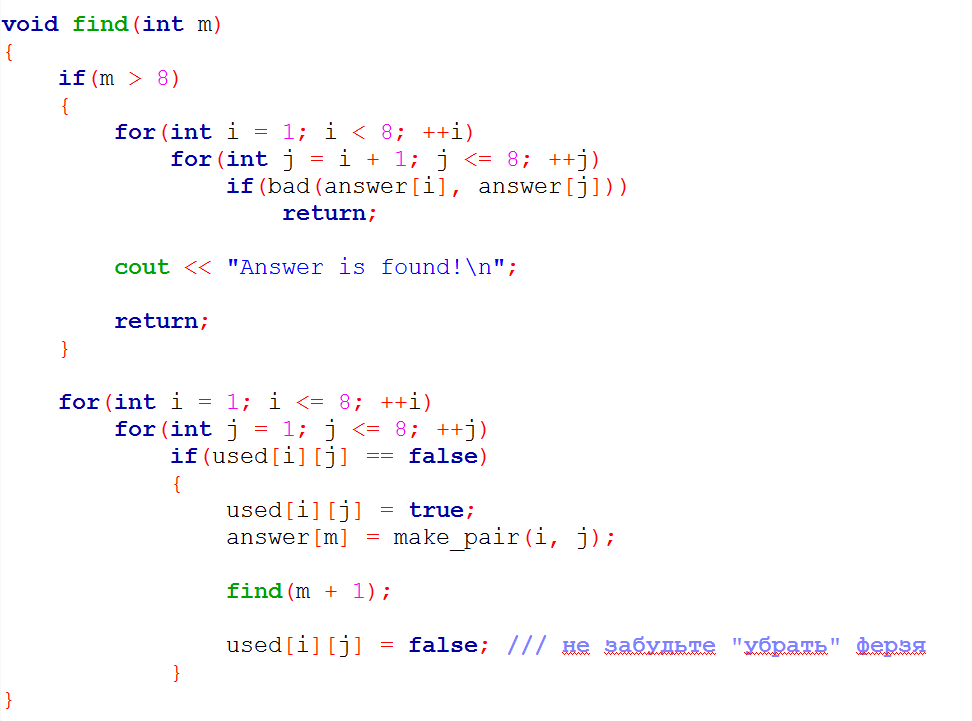 void find(int m)
{
    if(m > 8)
    {
        for(int i = 1; i < 8; ++i)
            for(int j = i + 1; j <= 8; ++j)
                if(bad(answer[i], answer[j]))
                    return;
        cout << "Answer is found!\n";
        return;
    }
    for(int i = 1; i <= 8; ++i)
        for(int j = 1; j <= 8; ++j)
            if(used[i][j] == false)
            {
                used[i][j] = true;
                answer[m] = make_pair(i, j);
                find(m + 1);
                used[i][j] = false; /// не забудьте "убрать" ферзя
            }
}